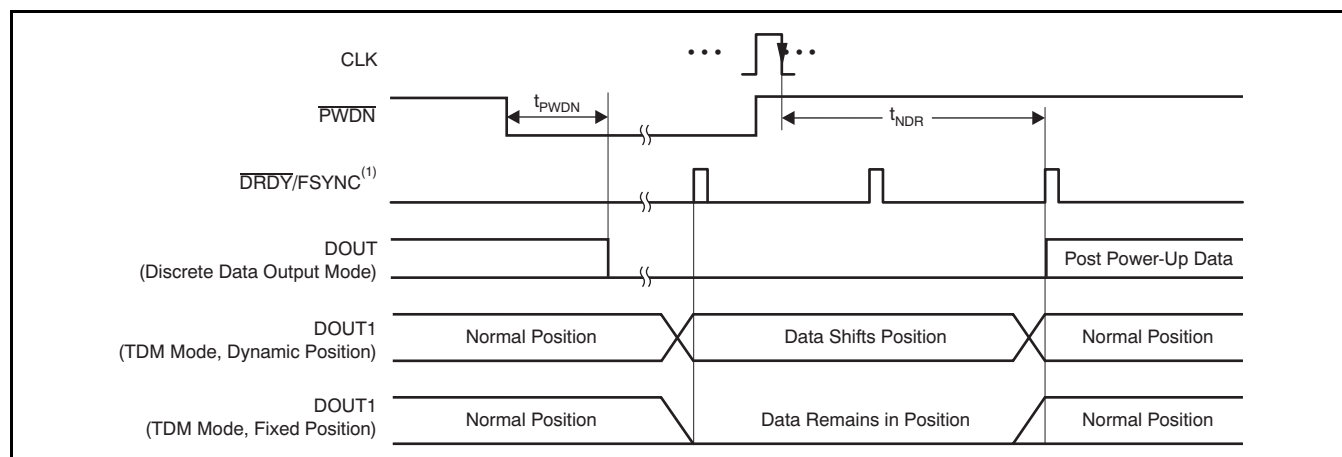 CLK
PWDN
tPWDN
tNDR
DRDY/FSYNC(1)
DOUT
(Discrete Data Output Mode)
Post Power-Up Data
DOUT1
(TDM Mode, Dynamic Position)
Normal Position
Data Shifts Position
Normal Position
DOUT1
(TDM Mode, Fixed Position)
Normal Position
Data Remains in Position
Normal Position